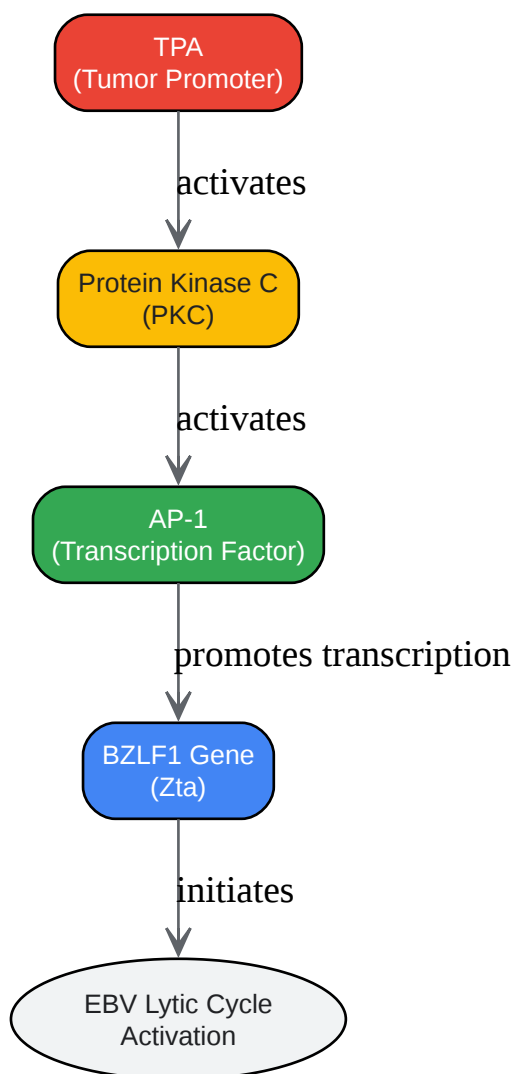 TPA
(Tumor Promoter)
activates
Protein Kinase C
(PKC)
activates
AP-1
(Transcription Factor)
promotes transcription
BZLF1 Gene
(Zta)
initiates
EBV Lytic Cycle
Activation